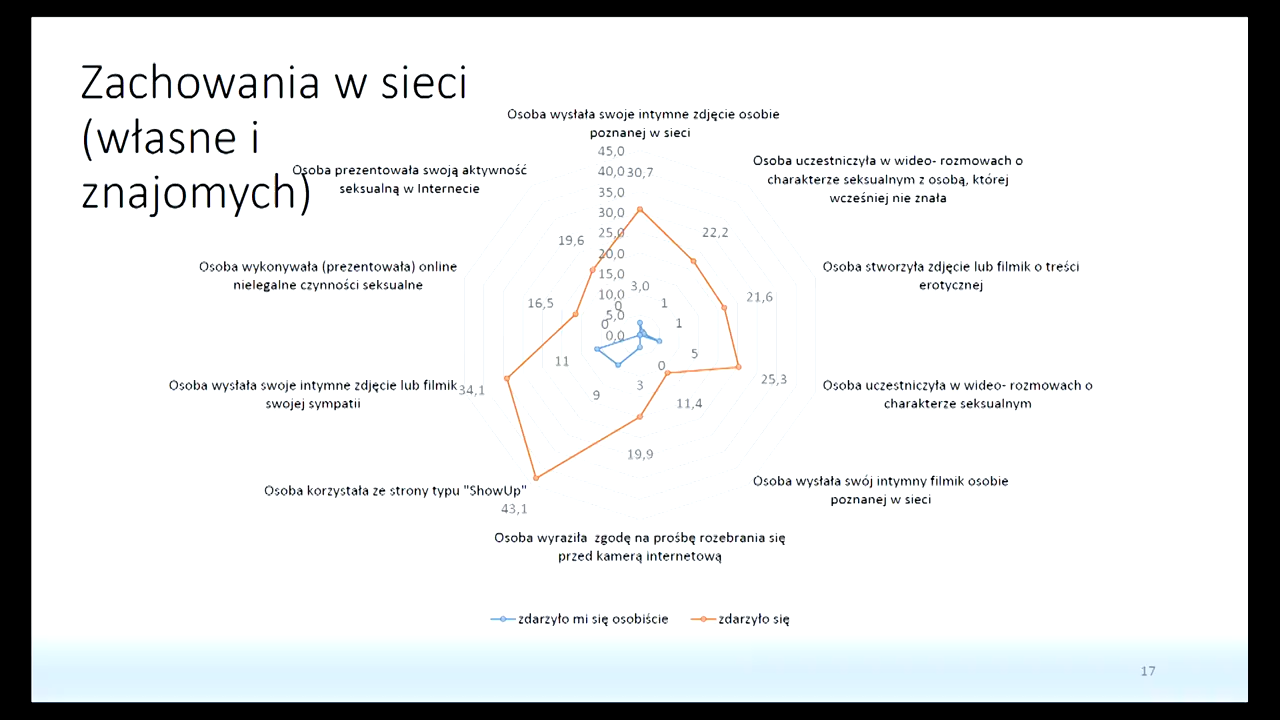 Zachowania w sieci
(własne i
znajomych)
Osoba wysłała swoje intymne zdjęcie osobie
poznanej w sieci
Osoba uczestniczyła w wideo- rozmowach o
charakterze seksualnym z osobą, której
wcześniej nie znała
Osoba stworzyła zdjęcie lub filmik o treści
erotycznej
Osoba uczestniczyła w wideo- rozmowach o
charakterze seksualnym
Osoba wysłała swój intymny filmik osobie
poznanej w sieci
Osoba wyraziła zgodę na prośbę rozebrania się
przed kamerą internetową
Osoba korzystała ze strony typu "ShowUp"
Osoba wysłała swoje intymne zdjęcie lub filmik
swojej sympatii
Osoba wykonywała (prezentowała) online
nielegalne czynności seksualne
Osoba prezentowała swoją aktywność
seksualną w Internecie
45,0
40,0
35,0
30,0
25,0
20,0
15,0
10,0
5,0
0,0
30,7
22,2
21,6
25,3
11,4
19,9
43,1
34,1
16,5
19,6
3,0
1
1
5
0
3
9
11
0
0
zdarzyło mi się osobiście
zdarzyło się
17